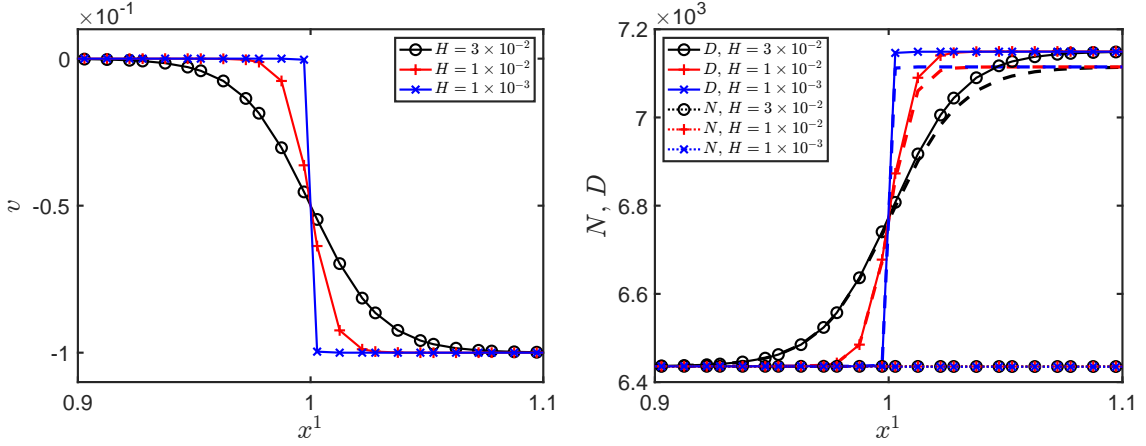 ×10⁻¹
0
-0.5
-1
v
0.9
1
1.1
x¹
H = 3 × 10⁻²
H = 1 × 10⁻²
H = 1 × 10⁻³
×10³
7.2
7
6.8
6.6
6.4
N, D
0.9
1
1.1
x¹
D, H = 3 × 10⁻²
D, H = 1 × 10⁻²
D, H = 1 × 10⁻³
N, H = 3 × 10⁻²
N, H = 1 × 10⁻²
N, H = 1 × 10⁻³